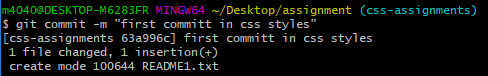 m4040@DESKTOP-M6283FR MINGW64 ~/Desktop/assignment (css-assignments)
$ git commit -m "first committ in css styles"
[css-assignments 63a996c] first committ in css styles
 1 file changed, 1 insertion(+)
 create mode 100644 README1.txt